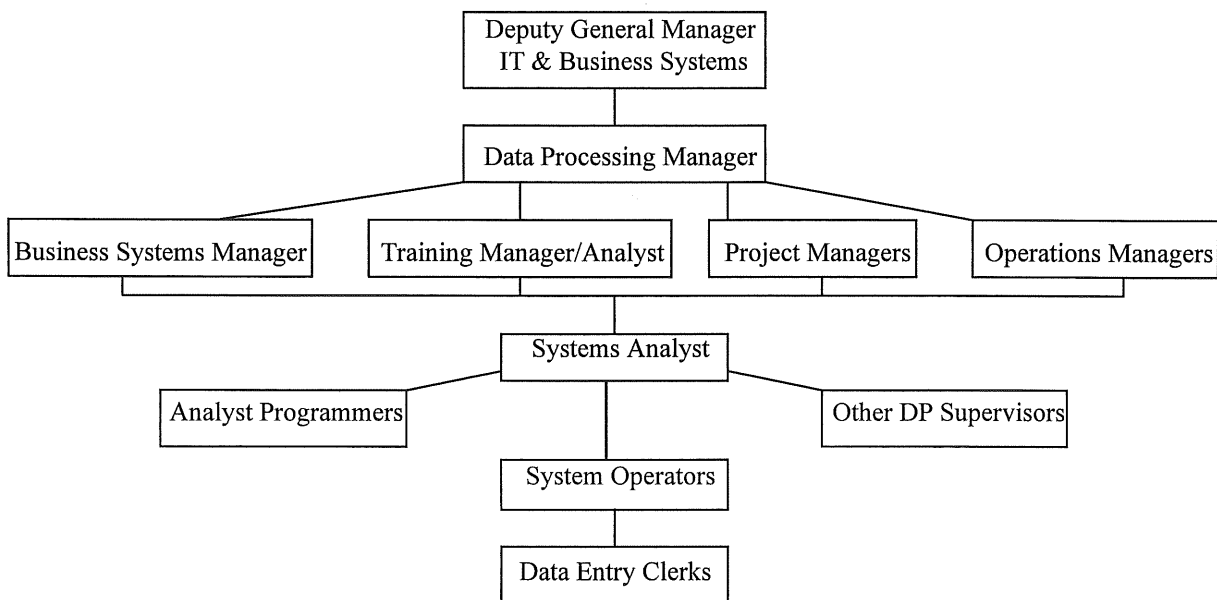 Deputy General Manager
IT & Business Systems
Data Processing Manager
Business Systems Manager
Training Manager/Analyst
Project Managers
Operations Managers
Systems Analyst
Analyst Programmers
Other DP Supervisors
System Operators
Data Entry Clerks